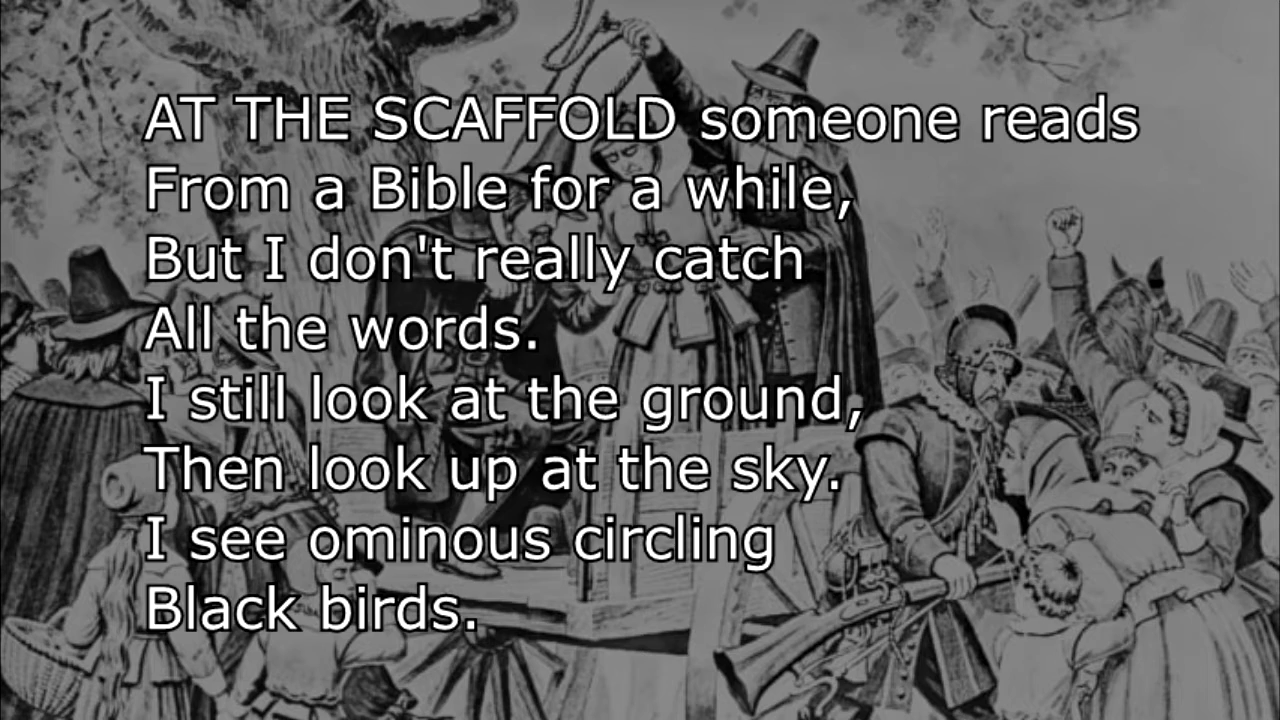 AT THE SCAFFOLD someone reads
From a Bible for a while,
But I don't really catch
All the words.
I still look at the ground,
Then look up at the sky.
I see ominous circling
Black birds.